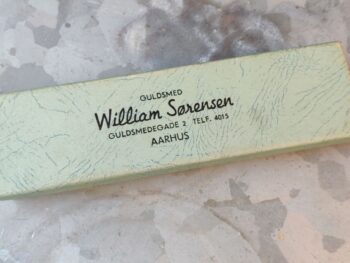 GULDSMED
William Sørensen
GULDSMEDEGADE 2 TELF. 4015
AARHUS